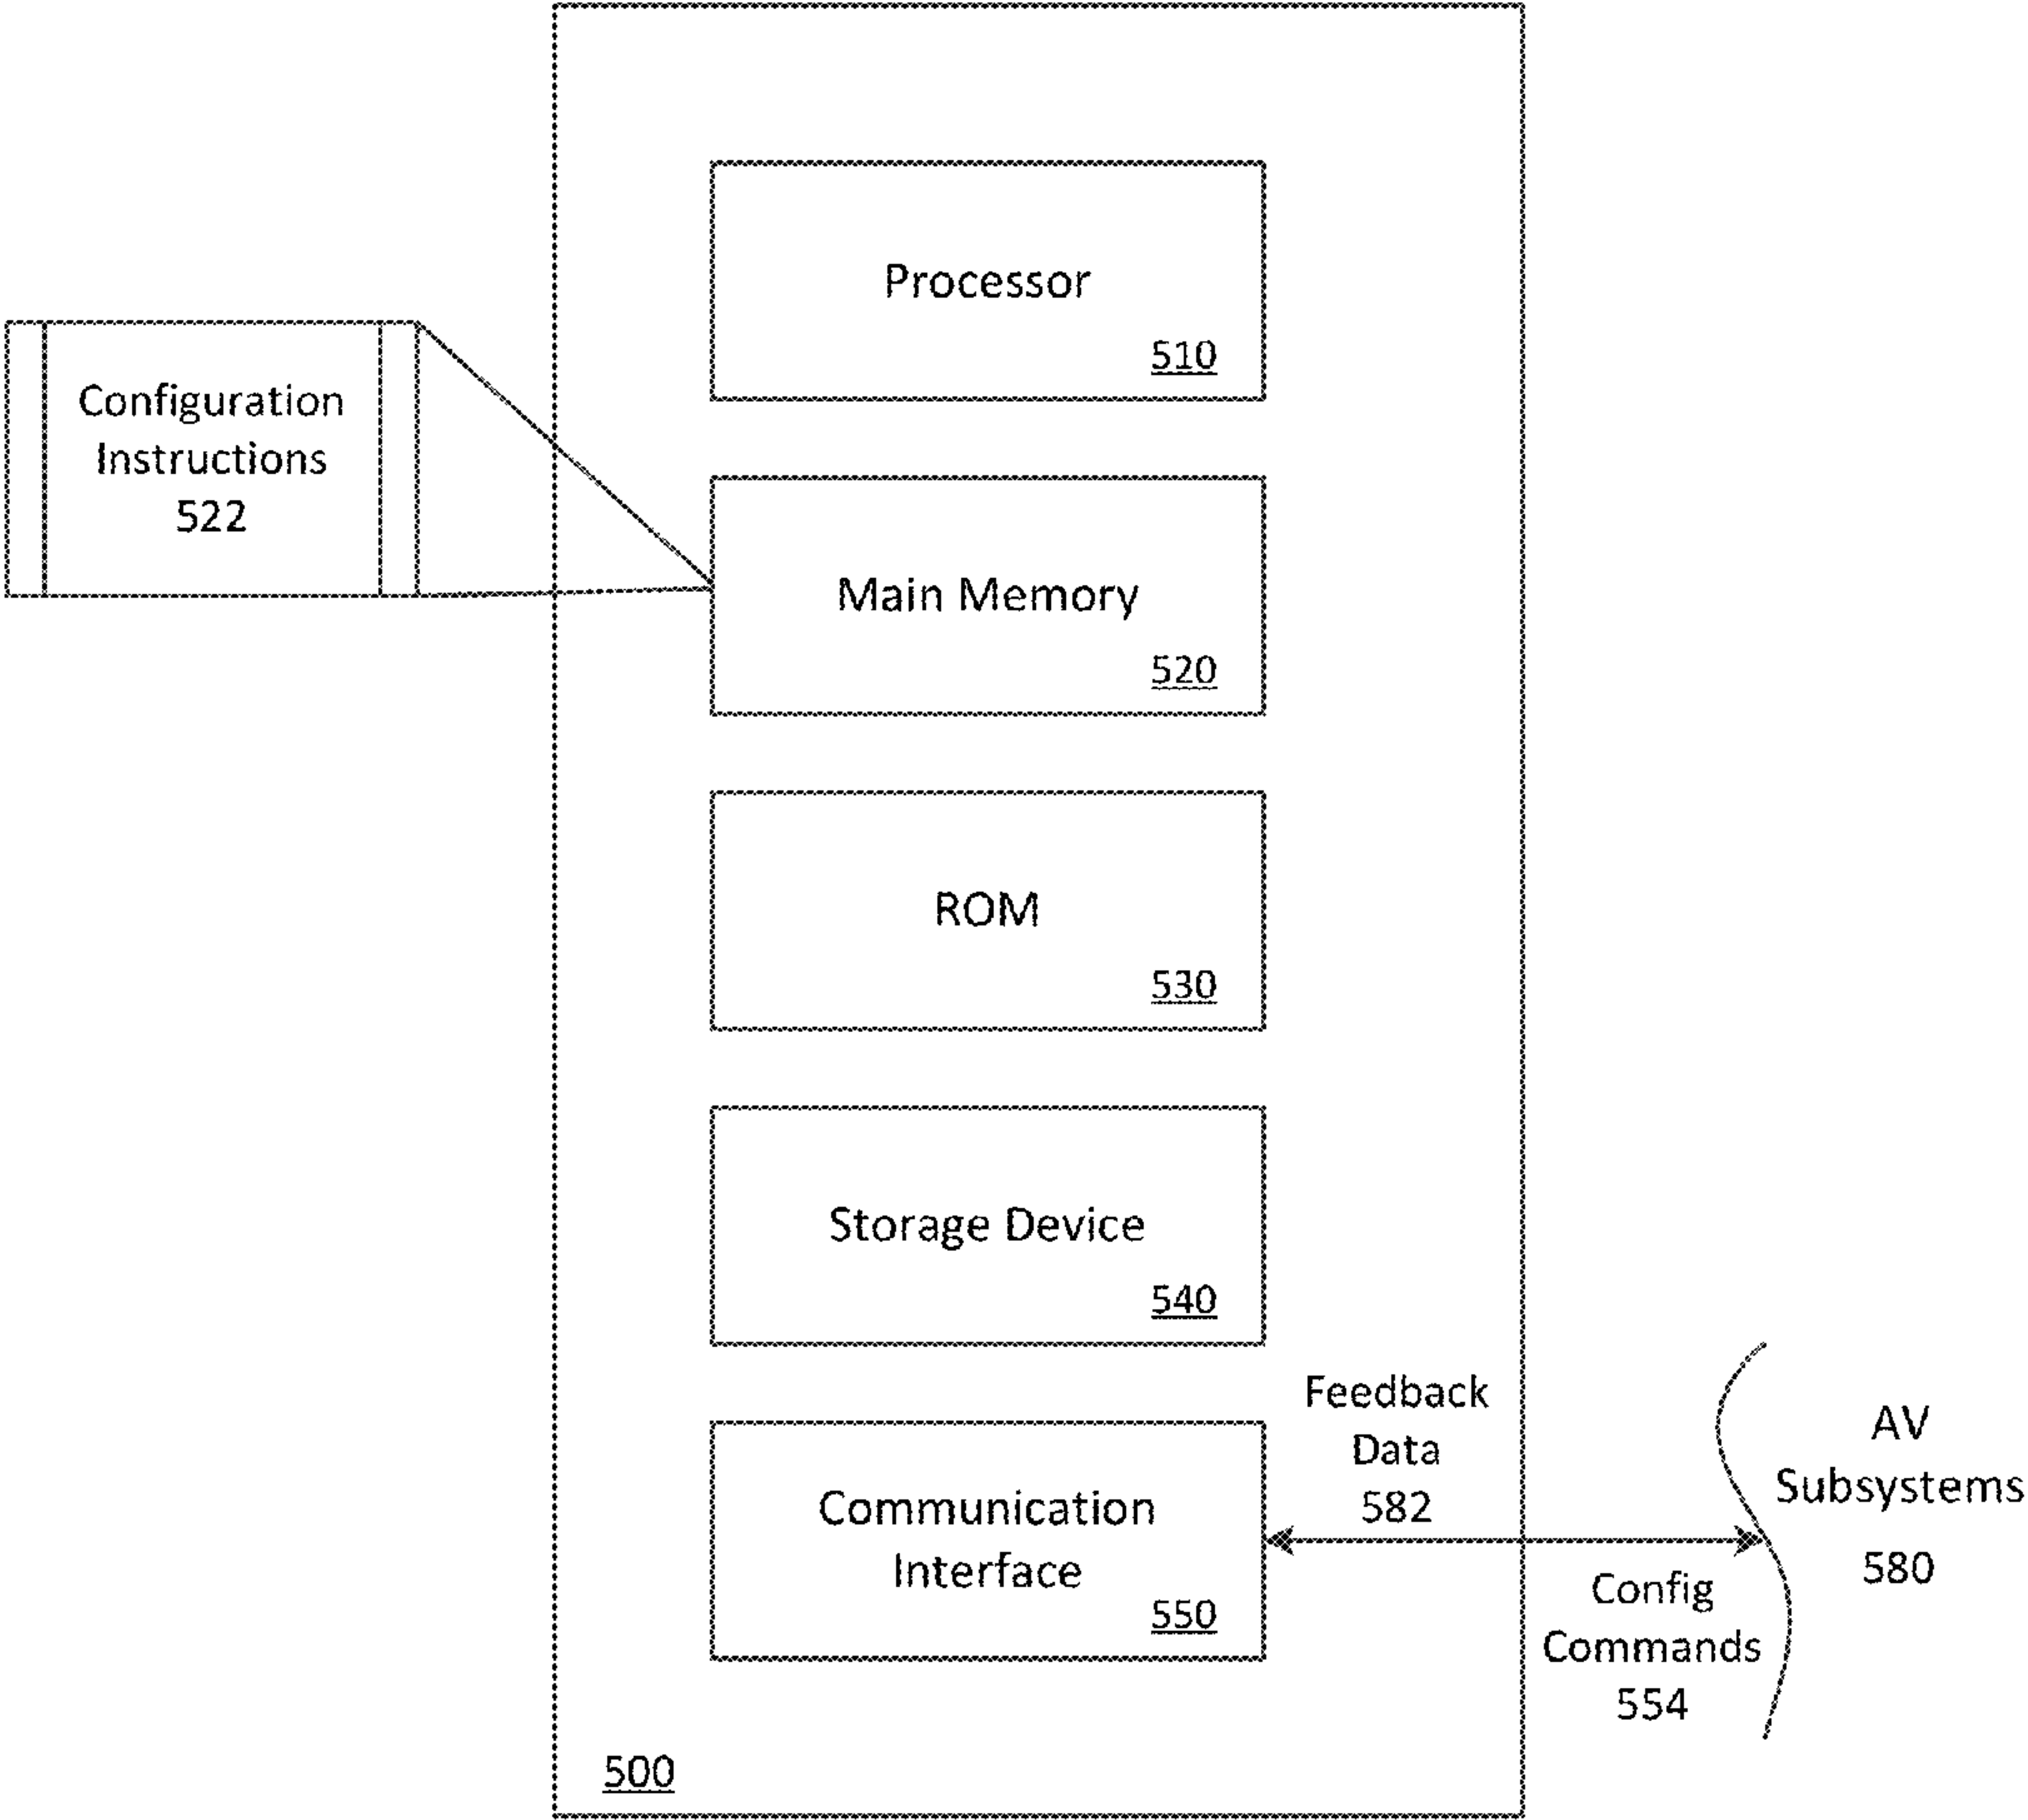 Processor
510
Configuration
Instructions
522
Main Memory
520
ROM
530
Storage Device
540
Feedback
Data
582
Communication
Interface
550
AV
Subsystems
580
Config
Commands
554
500